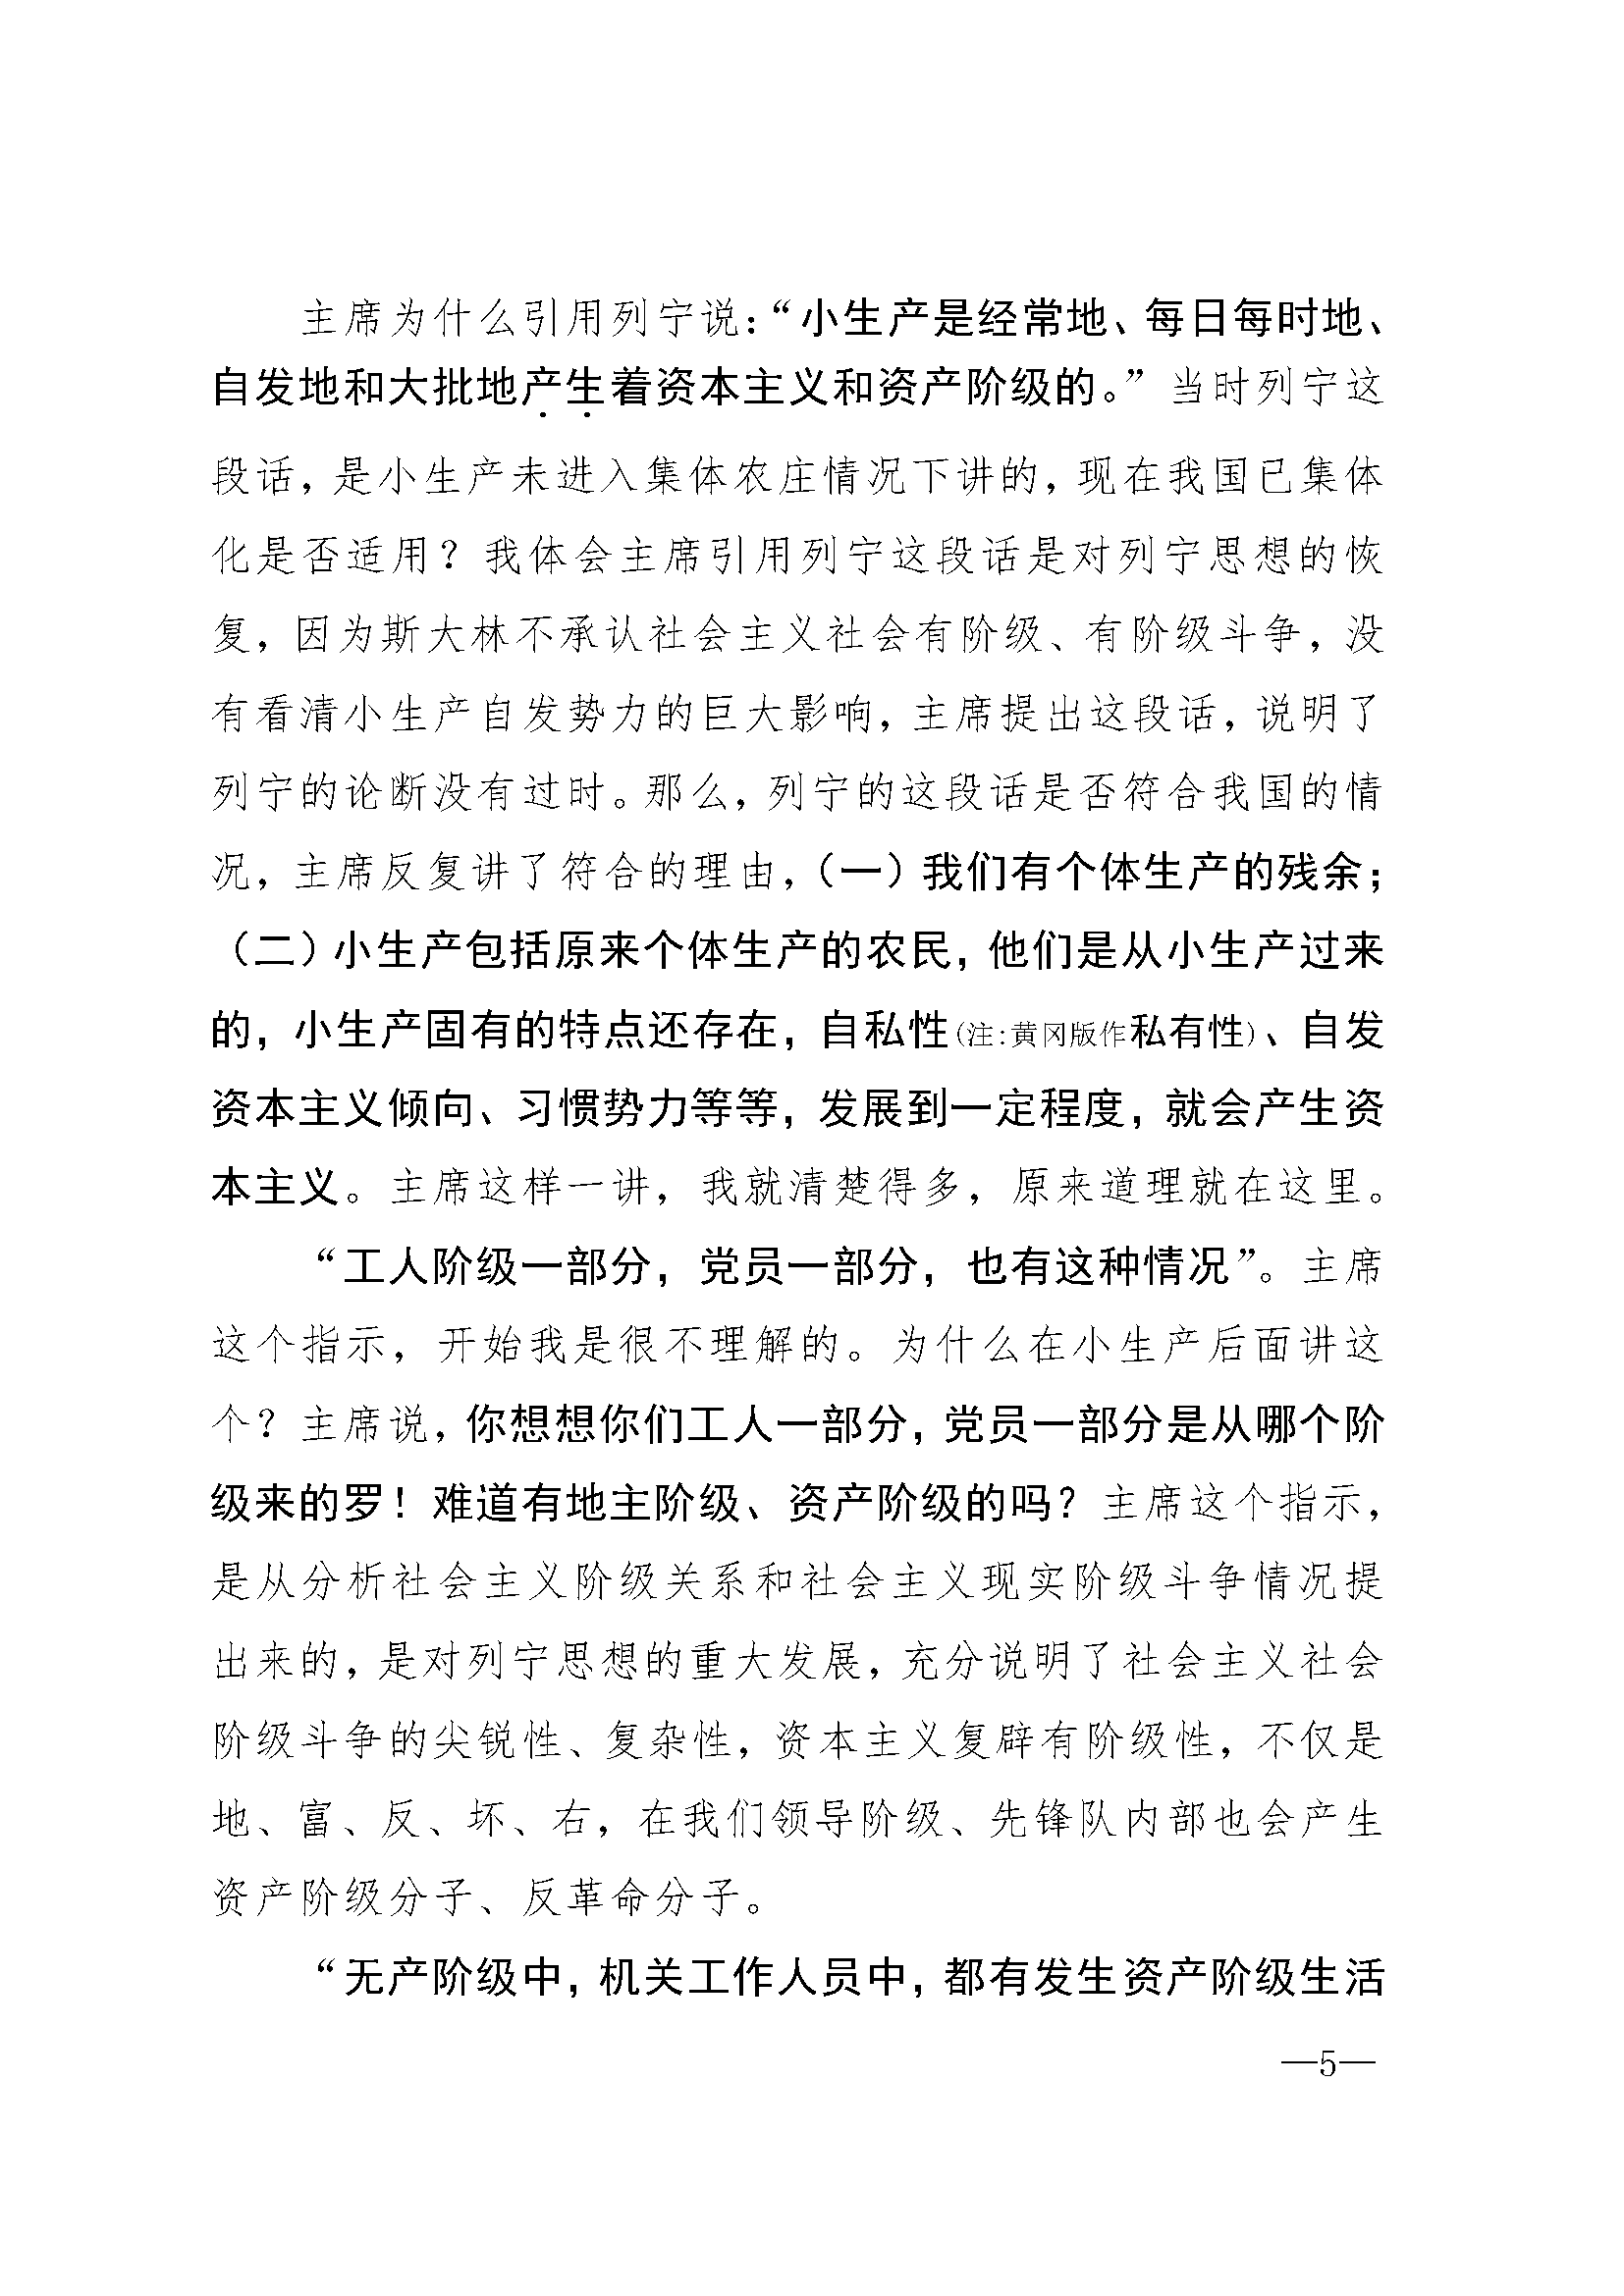 主席为什么引用列宁说：“小生产是经常地、每日每时地、
自发地和大批地产生着资本主义和资产阶级的。”当时列宁这
段话，是小生产未进入集体农庄情况下讲的，现在我国已集体
化是否适用？我体会主席引用列宁这段话是对列宁思想的恢
复，因为斯大林不承认社会主义社会有阶级、有阶级斗争，没
有看清小生产自发势力的巨大影响，主席提出这段话，说明了
列宁的论断没有过时。那么，列宁的这段话是否符合我国的情
况，主席反复讲了符合的理由，（一）我们有个体生产的残余；
（二）小生产包括原来个体生产的农民，他们是从小生产过来
的，小生产固有的特点还存在，自私性(注:黄冈版作私有性)、自发
资本主义倾向、习惯势力等等，发展到一定程度，就会产生资
本主义。主席这样一讲，我就清楚得多，原来道理就在这里。
“工人阶级一部分，党员一部分，也有这种情况”。主席
这个指示，开始我是很不理解的。为什么在小生产后面讲这
个？主席说，你想想你们工人一部分，党员一部分是从哪个阶
级来的罗！难道有地主阶级、资产阶级的吗？主席这个指示，
是从分析社会主义阶级关系和社会主义现实阶级斗争情况提
出来的，是对列宁思想的重大发展，充分说明了社会主义社会
阶级斗争的尖锐性、复杂性，资本主义复辟有阶级性，不仅是
地、富、反、坏、右，在我们领导阶级、先锋队内部也会产生
资产阶级分子、反革命分子。
“无产阶级中，机关工作人员中，都有发生资产阶级生活
—5—